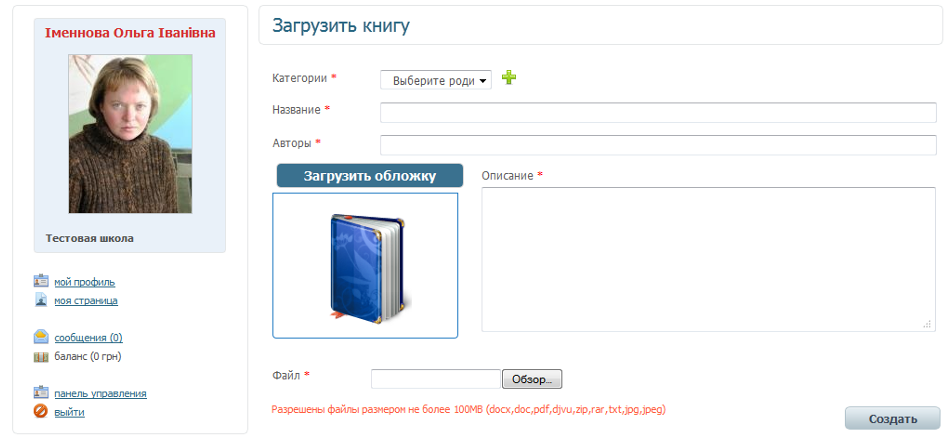 Іменнова Ольга Іванівна
Тестовая школа
мой профиль
моя страница
сообщения (0)
баланс (0 грн)
панель управления
выйти
Загрузить книгу
Категории *
Выберите роди
Название *
Авторы *
Загрузить обложку
Описание *
Файл *
Обзор...
Разрешены файлы размером не более 100MB (docx,doc,pdf,djvu,zip,rar,txt,jpg,jpeg)
Создать